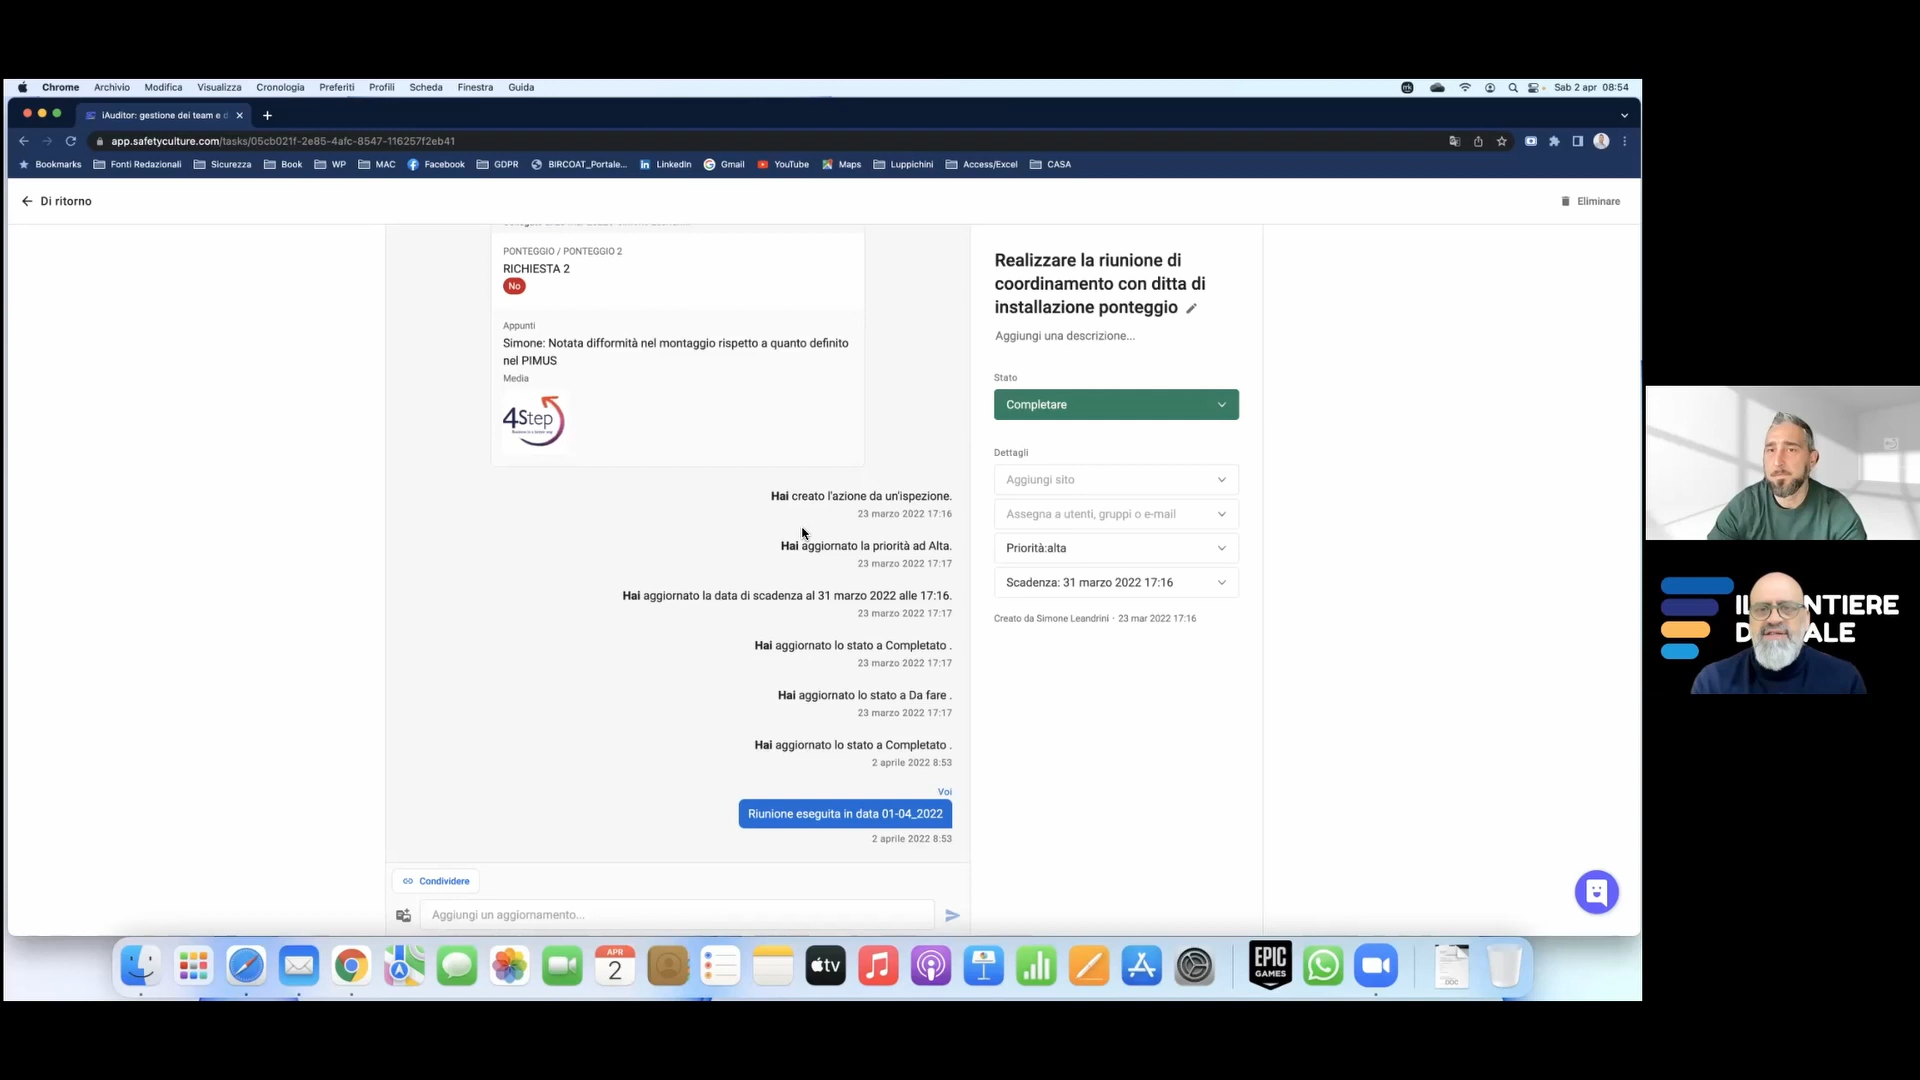 Chrome Archivio Modifica Visualizza Cronologia Preferiti Profili Scheda Finestra Guida
Sab 2 apr 08:54
iAuditor: gestione dei team e d
app.safetyculture.com/tasks/05cb021f-2e85-4afc-8547-116257f2eb41
Bookmarks Fonti Redazionali Sicurezza Book WP MAC Facebook GDPR BIRCOAT_Portale... LinkedIn Gmail YouTube Maps Luppichini Access/Excel CASA
Di ritorno
Eliminare
PONTEGGIO / PONTEGGIO 2
RICHIESTA 2
No
Appunti
Simone: Notata difformità nel montaggio rispetto a quanto definito
nel PIMUS
Media
4Step
Hai creato l'azione da un'ispezione.
23 marzo 2022 17:16
Hai aggiornato la priorità ad Alta.
23 marzo 2022 17:17
Hai aggiornato la data di scadenza al 31 marzo 2022 alle 17:16.
23 marzo 2022 17:17
Hai aggiornato lo stato a Completato .
23 marzo 2022 17:17
Hai aggiornato lo stato a Da fare .
23 marzo 2022 17:17
Hai aggiornato lo stato a Completato .
2 aprile 2022 8:53
Voi
Riunione eseguita in data 01-04_2022
2 aprile 2022 8:53
Condividere
Aggiungi un aggiornamento...
Realizzare la riunione di
coordinamento con ditta di
installazione ponteggio
Aggiungi una descrizione...
Stato
Completare
Dettagli
Aggiungi sito
Assegna a utenti, gruppi o e-mail
Priorità:alta
Scadenza: 31 marzo 2022 17:16
Creato da Simone Leandrini · 23 mar 2022 17:16
APR
2
tv
EPIC
GAMES
DOC